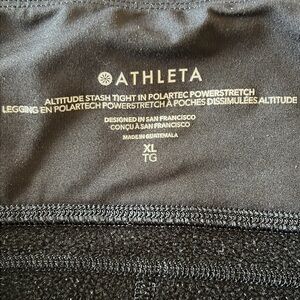 ATHLETA
ALTITUDE STASH TIGHT IN POLARTEC POWERSTRETCH
LEGGING EN POLARTECH POWERSTRETCH À POCHES DISSIMULÉES ALTITUDE
DESIGNED IN SAN FRANCISCO
CONÇU À SAN FRANCISCO
MADE IN GUATEMALA
XL
TG